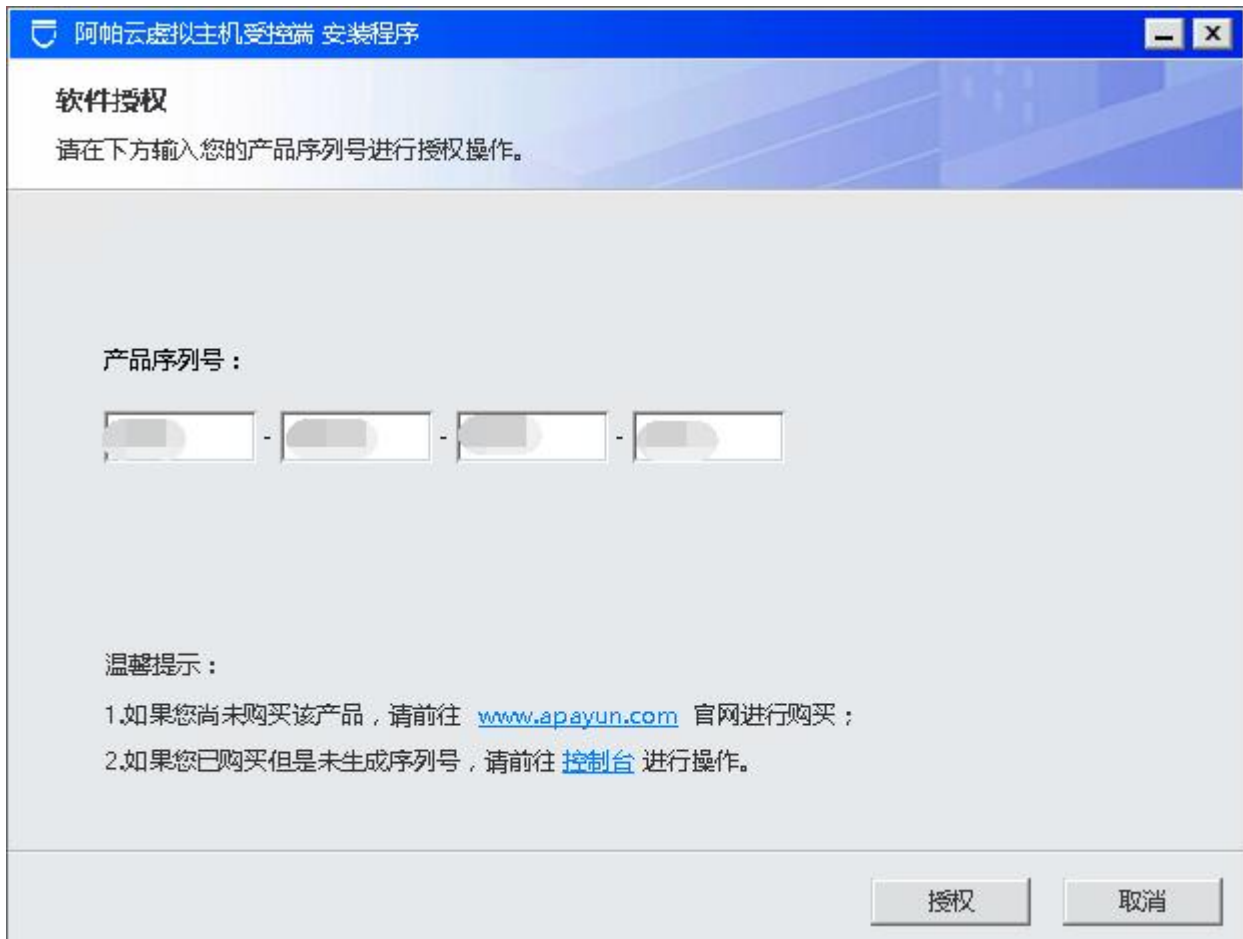 阿帕云虚拟主机受控端 安装程序
软件授权
请在下方输入您的产品序列号进行授权操作。
产品序列号：
- - -
温馨提示：
1.如果您尚未购买该产品，请前往 www.apayun.com 官网进行购买；
2.如果您已购买但是未生成序列号，请前往 控制台 进行操作。
授权 取消